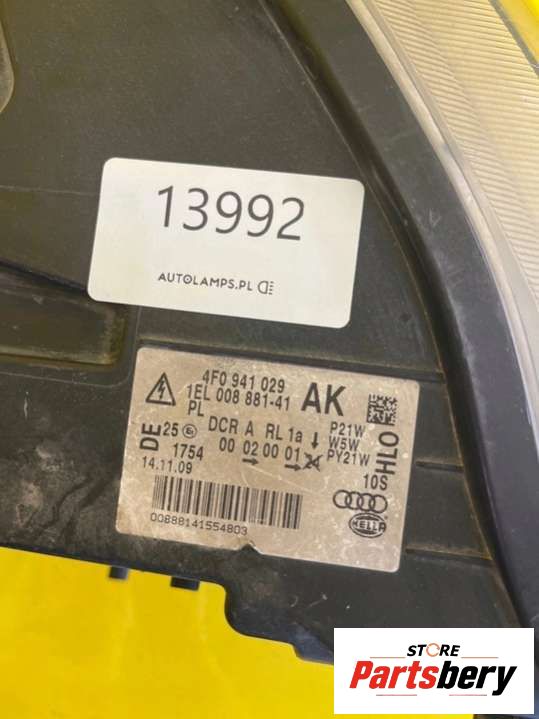 13992
AUTOLAMPS.PL
4F0 941 029 AK
1EL 008 881-41
PL DCR A RL 1a P21W
DE 25 00 02 00 01 24 W5W
1754 PY21W
14.11.09 10S
HLO
00888141554803
HELLA
STORE
Partsbery